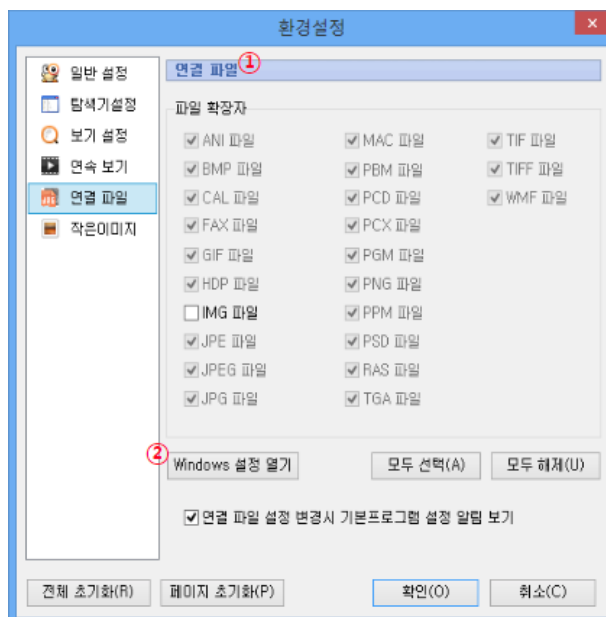 환경설정
일반 설정
탐색기설정
보기 설정
연속 보기
연결 파일
작은이미지
연결 파일 ①
파일 확장자
ANI 파일 MAC 파일 TIF 파일
BMP 파일 PBM 파일 TIFF 파일
CAL 파일 PCD 파일 WMF 파일
FAX 파일 PCX 파일
GIF 파일 PGM 파일
HDP 파일 PNG 파일
IMG 파일 PPM 파일
JPE 파일 PSD 파일
JPEG 파일 RAS 파일
JPG 파일 TGA 파일
② Windows 설정 열기 모두 선택(A) 모두 해제(U)
연결 파일 설정 변경시 기본프로그램 설정 알림 보기
전체 초기화(R) 페이지 초기화(P) 확인(O) 취소(C)